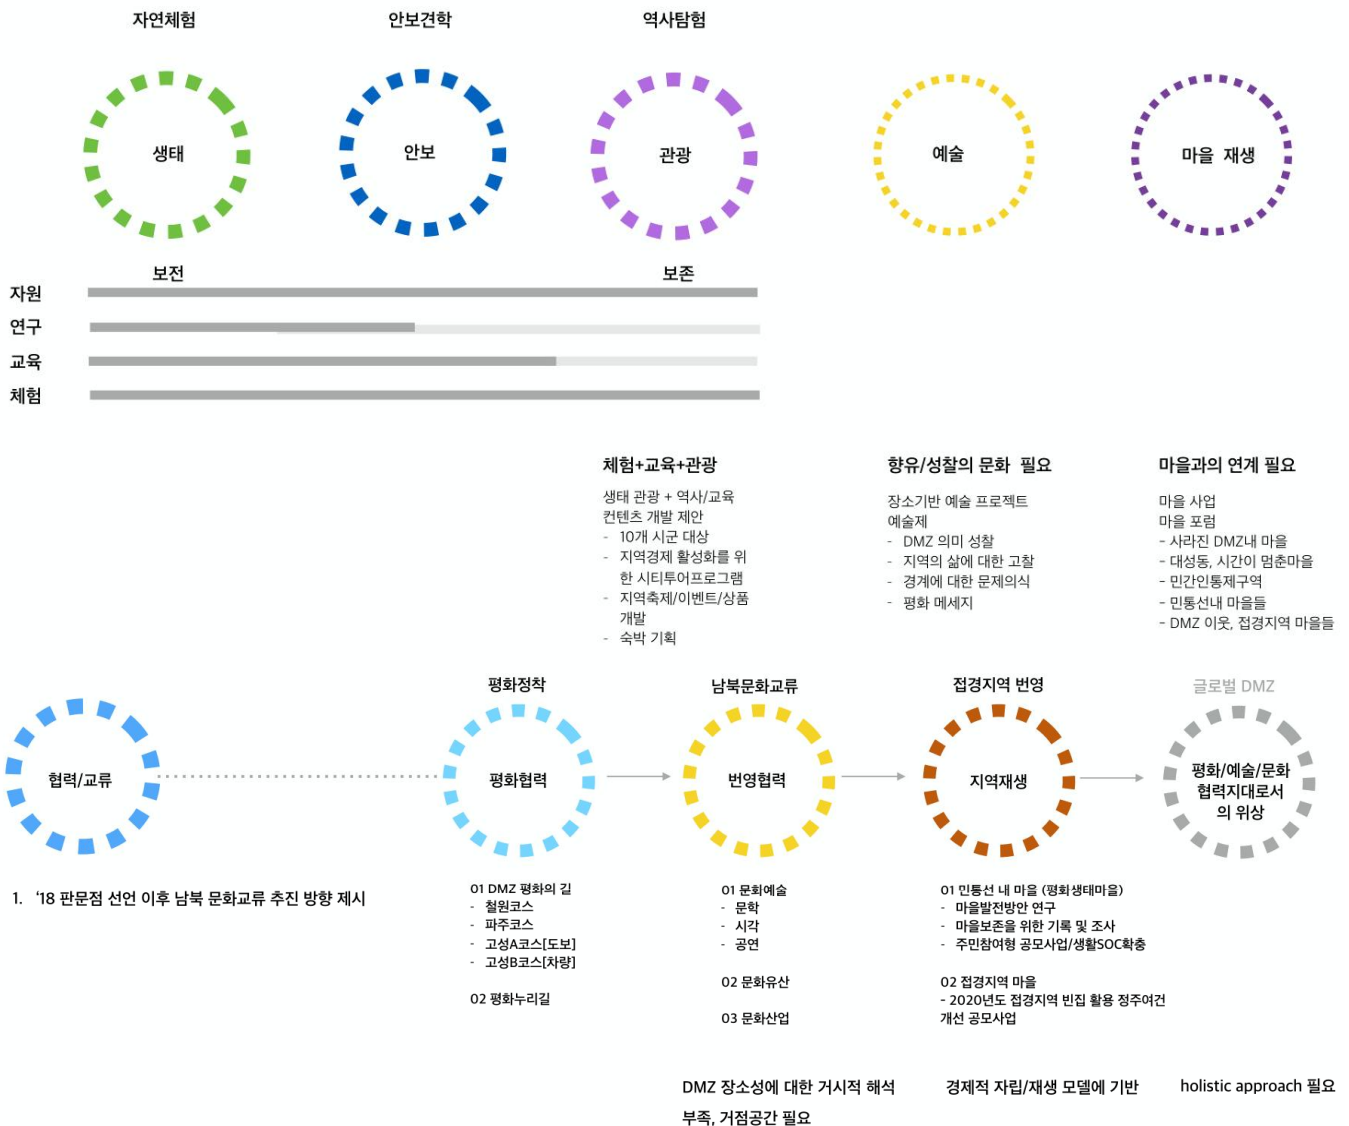 자연체험
안보견학
역사탐험
생태
안보
관광
예술
마을 재생
보전
보존
자원
연구
교육
체험
체험+교육+관광
생태 관광 + 역사/교육
컨텐츠 개발 제안
- 10개 시군 대상
- 지역경제 활성화를 위
한 시티투어프로그램
- 지역축제/이벤트/상품
개발
- 숙박 기획
향유/성찰의 문화 필요
장소기반 예술 프로젝트
예술제
- DMZ 의미 성찰
- 지역의 삶에 대한 고찰
- 경계에 대한 문제의식
- 평화 메세지
마을과의 연계 필요
마을 사업
마을 포럼
- 사라진 DMZ내 마을
- 대성동, 시간이 멈춘마을
- 민간인통제구역
- 민통선내 마을들
- DMZ 이웃, 접경지역 마을들
협력/교류
평화정착
평화협력
남북문화교류
번영협력
접경지역 번영
지역재생
글로벌 DMZ
평화/예술/문화
협력지대로서
의 위상
1. ‘18 판문점 선언 이후 남북 문화교류 추진 방향 제시
01 DMZ 평화의 길
- 철원코스
- 파주코스
- 고성A코스[도보]
- 고성B코스[차량]
02 평화누리길
01 문화예술
- 문학
- 시각
- 공연
02 문화유산
03 문화산업
01 민통선 내 마을 (평화생태마을)
- 마을발전방안 연구
- 마을보존을 위한 기록 및 조사
- 주민참여형 공모사업/생활SOC확충
02 접경지역 마을
- 2020년도 접경지역 빈집 활용 정주여건
개선 공모사업
DMZ 장소성에 대한 거시적 해석
부족, 거점공간 필요
경제적 자립/재생 모델에 기반
holistic approach 필요